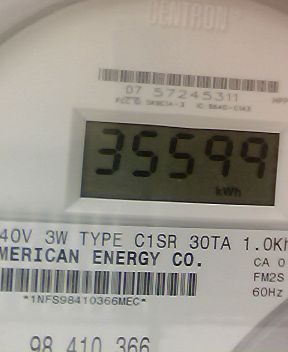 CENTRON
07 57245311
35599
kWh
40V 3W TYPE C1SR 30TA 1.0Kh
MERICAN ENERGY CO.
CA 0
FM2S
*1NFS98410366MEC*
60Hz
98 410 366